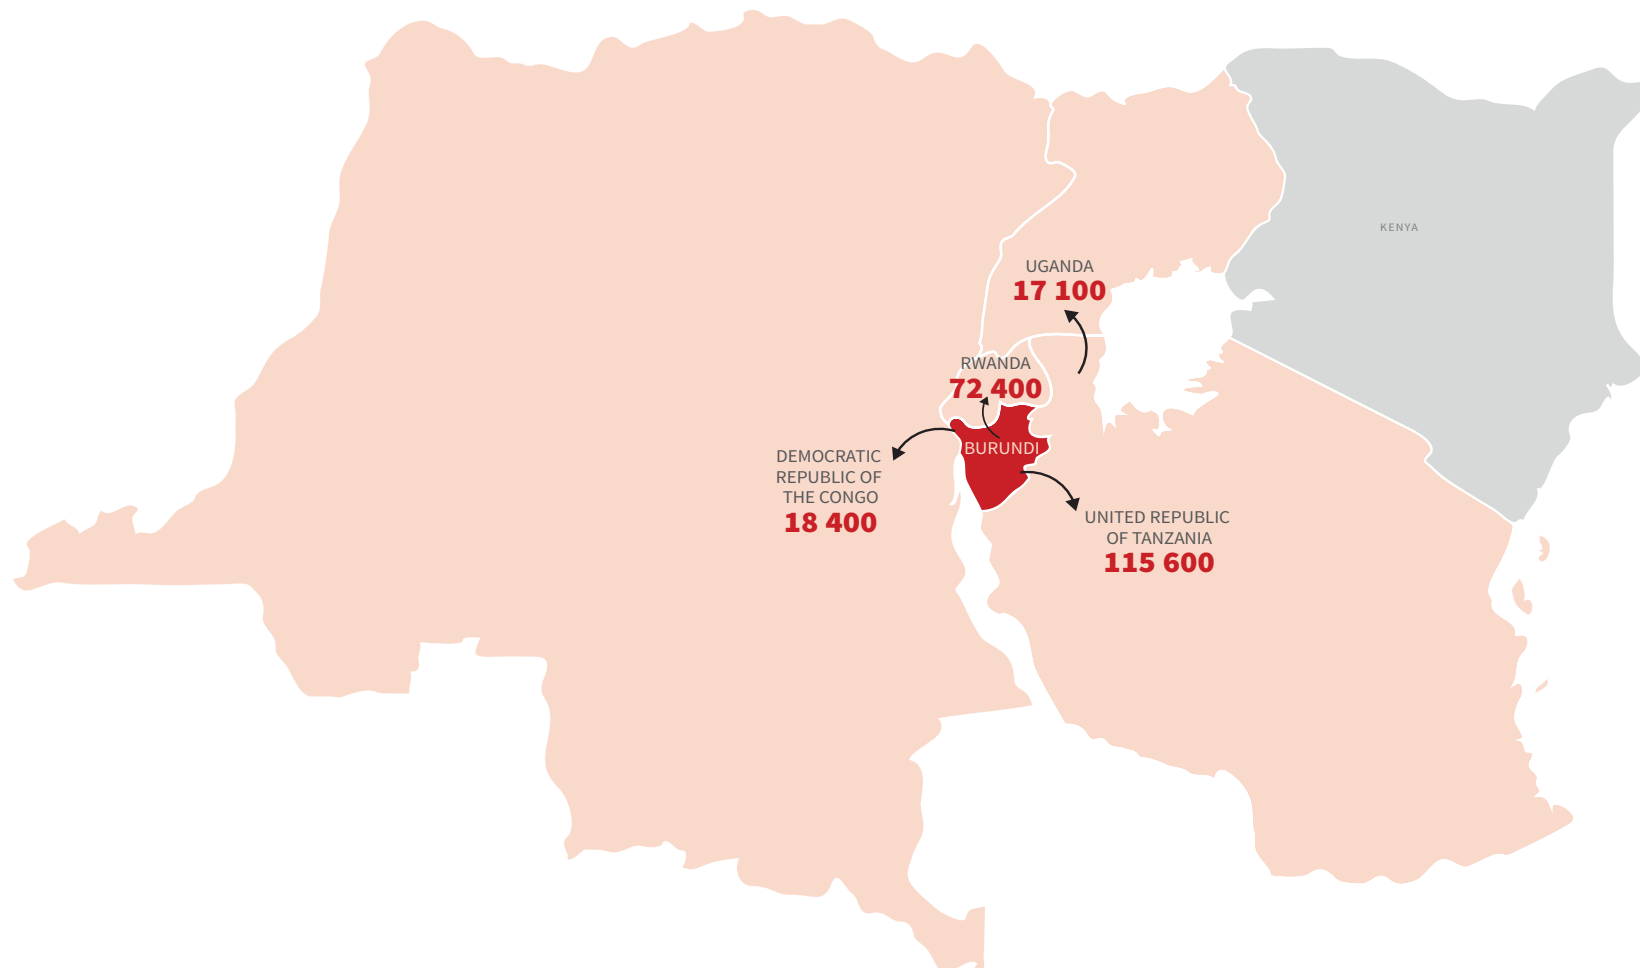 KENYA
UGANDA
17 100
RWANDA
72 400
BURUNDI
DEMOCRATIC
REPUBLIC OF
THE CONGO
18 400
UNITED REPUBLIC
OF TANZANIA
115 600